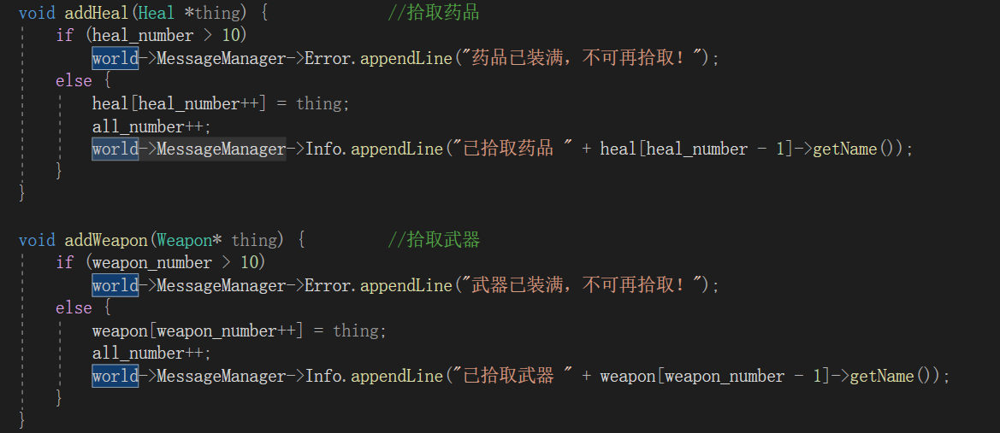 void addHeal(Heal *thing) { //拾取药品
if (heal_number > 10)
world->MessageManager->Error.appendLine("药品已装满，不可再拾取！");
else {
heal[heal_number++] = thing;
all_number++;
world->MessageManager->Info.appendLine("已拾取药品 " + heal[heal_number - 1]->getName());
}
}
void addWeapon(Weapon* thing) { //拾取武器
if (weapon_number > 10)
world->MessageManager->Error.appendLine("武器已装满，不可再拾取！");
else {
weapon[weapon_number++] = thing;
all_number++;
world->MessageManager->Info.appendLine("已拾取武器 " + weapon[weapon_number - 1]->getName());
}
}